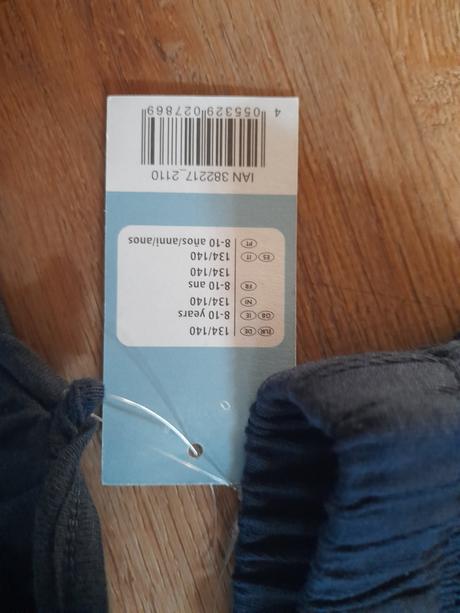 EUR DE 134/140
GB IE 8-10 years
NL 134/140
FR 8-10 ans
134/140
ES IT 134/140
PT 8-10 años/anni/anos
IAN 382217_2110
4 055329 027869